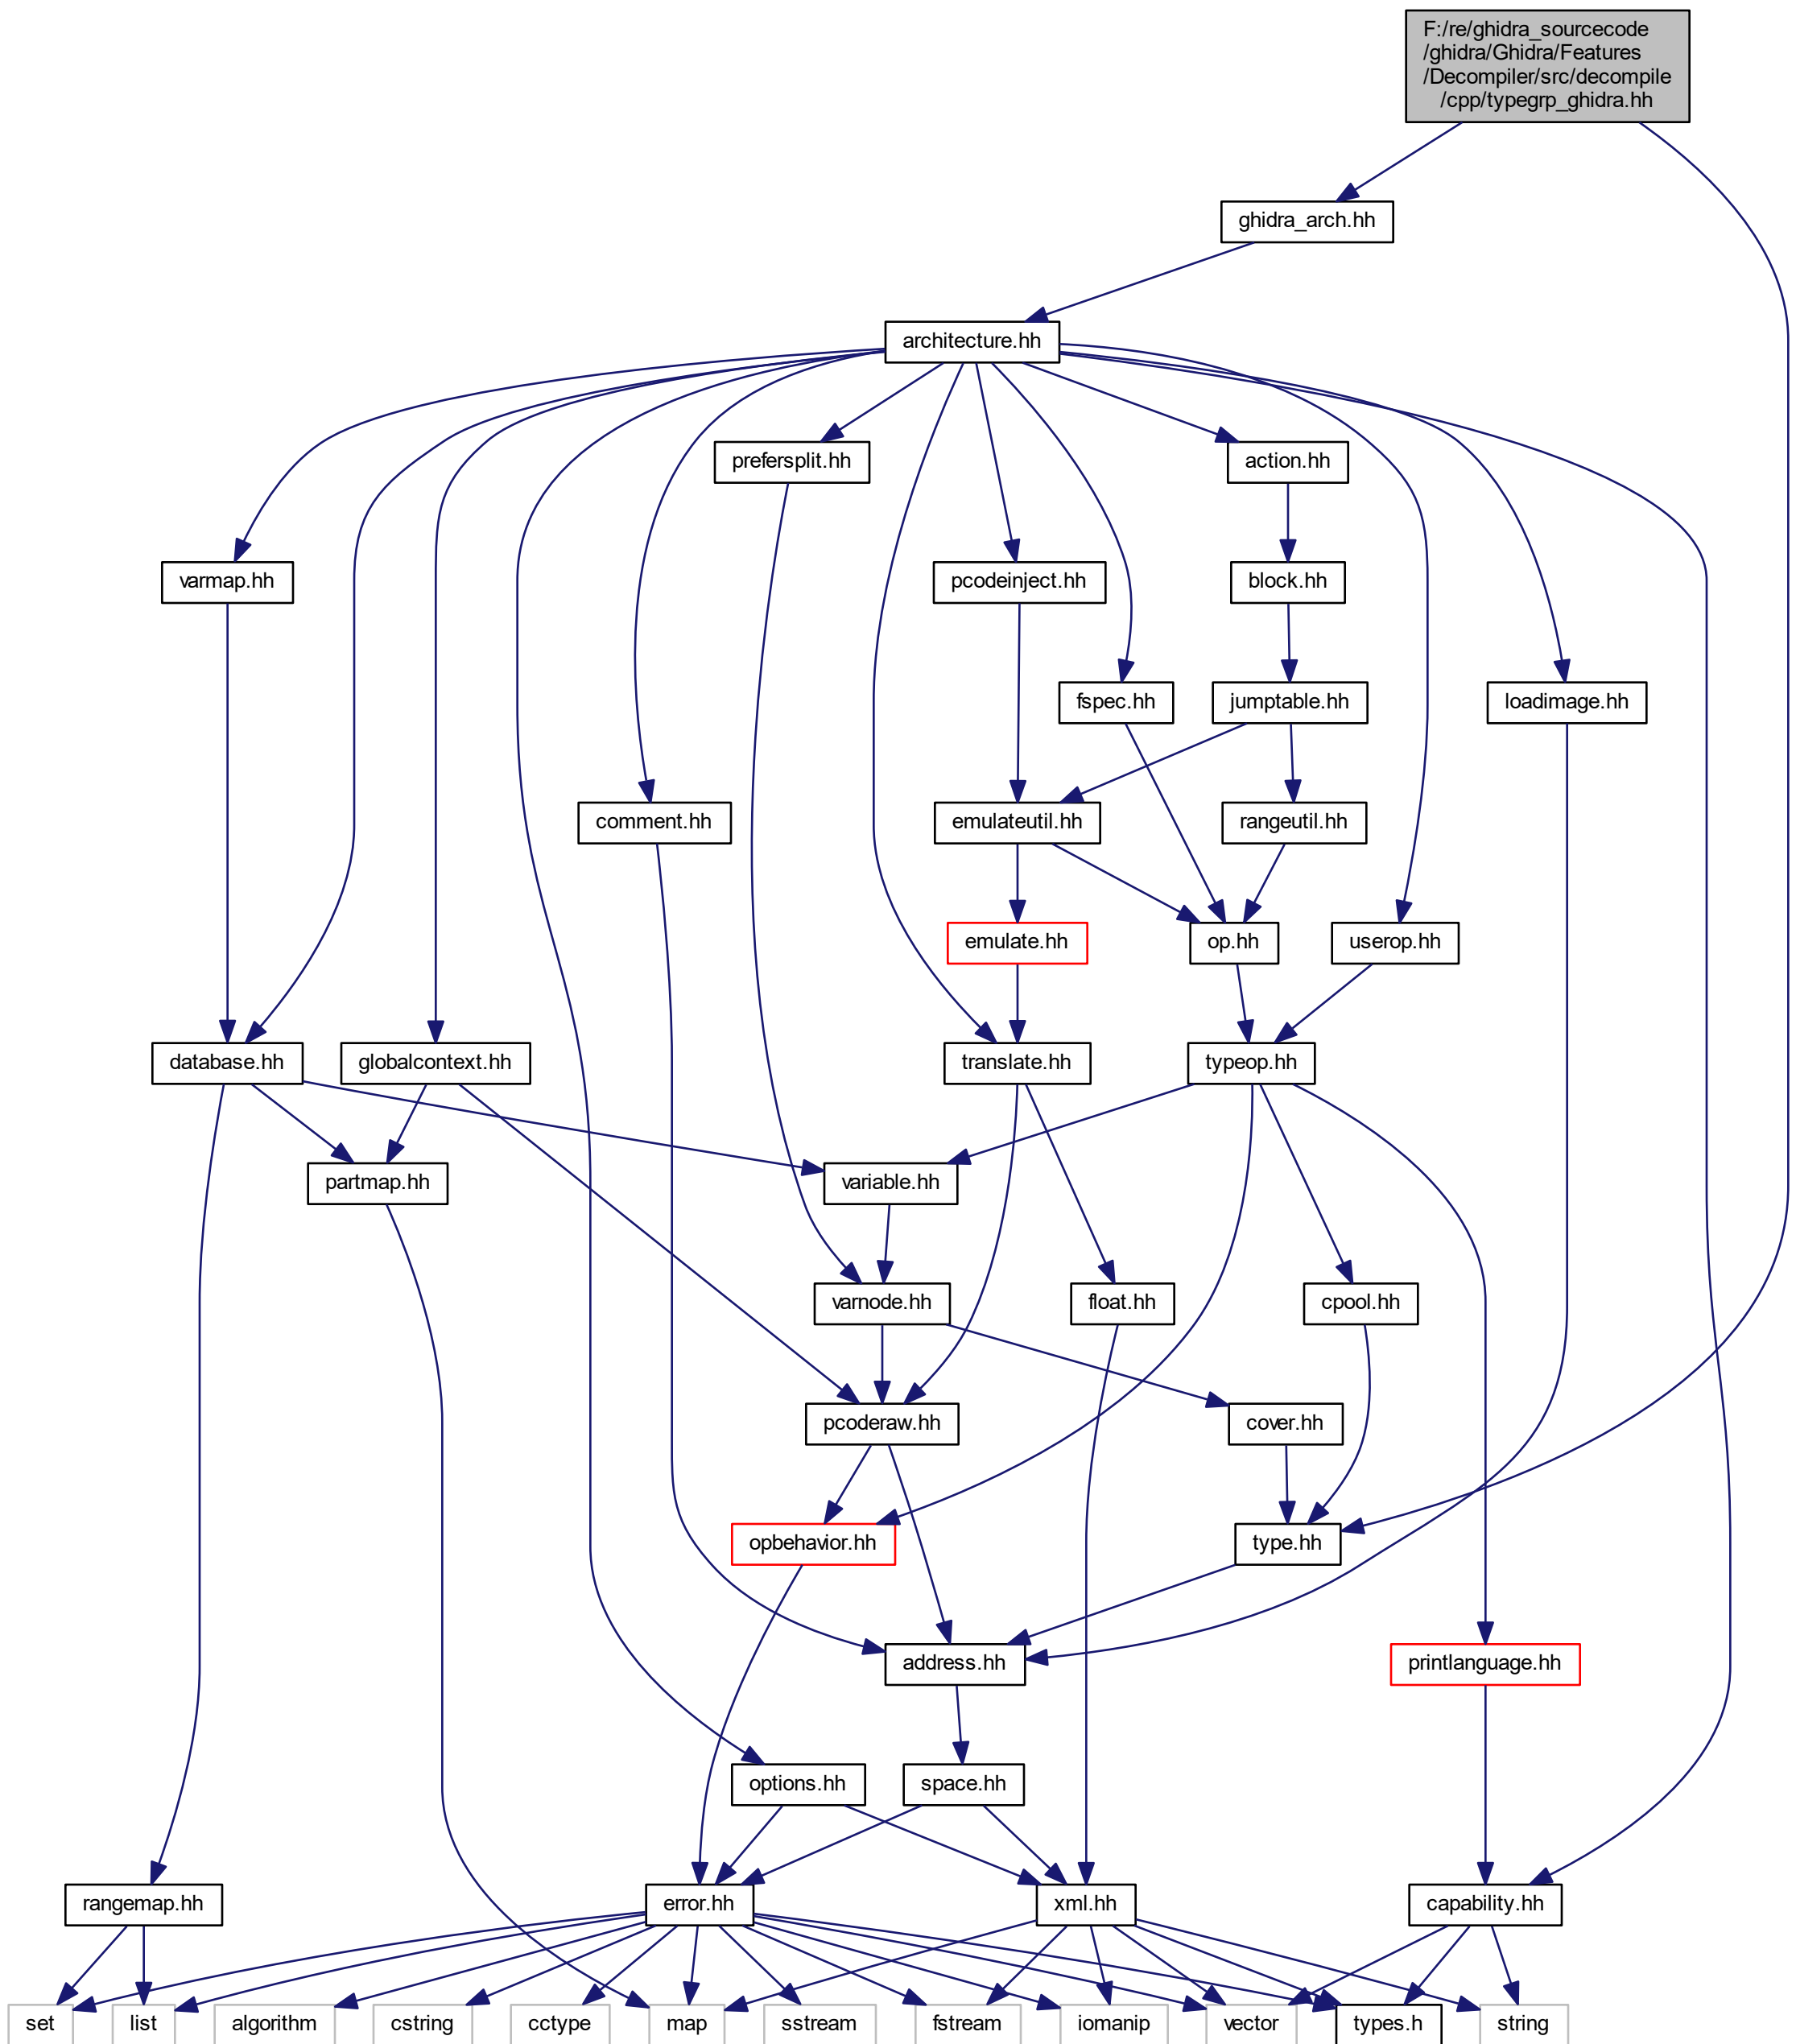 F:/re/ghidra_sourcecode
/ghidra/Ghidra/Features
/Decompiler/src/decompile
/cpp/typegrp_ghidra.hh
ghidra_arch.hh
architecture.hh
prefersplit.hh
action.hh
varmap.hh
pcodeinject.hh
block.hh
fspec.hh
jumptable.hh
loadimage.hh
comment.hh
emulateutil.hh
rangeutil.hh
emulate.hh
op.hh
userop.hh
database.hh
globalcontext.hh
translate.hh
typeop.hh
partmap.hh
variable.hh
varnode.hh
float.hh
cpool.hh
pcoderaw.hh
cover.hh
opbehavior.hh
type.hh
address.hh
printlanguage.hh
options.hh
space.hh
rangemap.hh
error.hh
xml.hh
capability.hh
set
list
algorithm
cstring
cctype
map
sstream
fstream
iomanip
vector
types.h
string